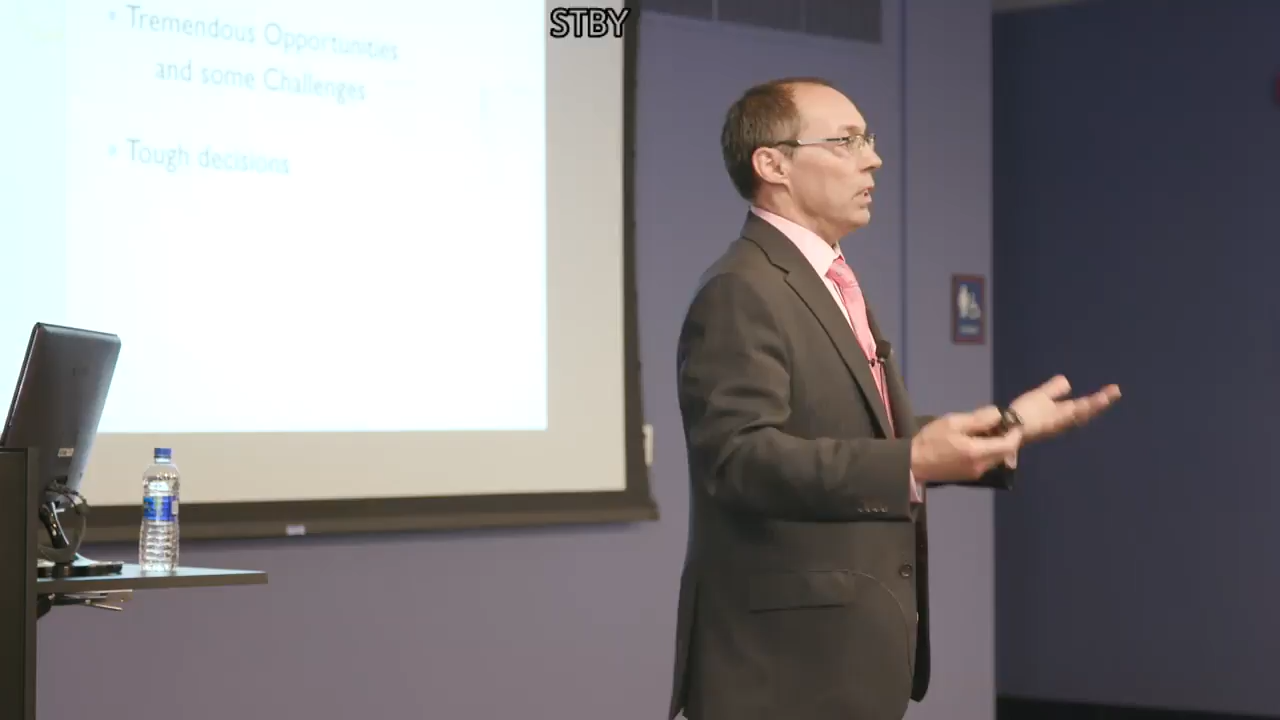 STBY
Tremendous Opportunities
and some Challenges
Tough decisions